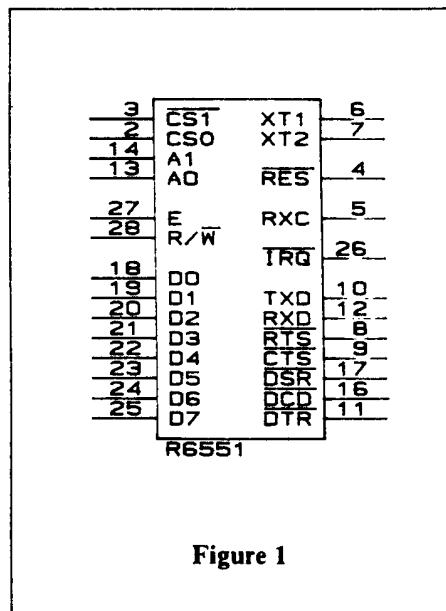 3 CS1 XT1 6
2 CS0 XT2 7
14 A1
13 A0 RES 4
27 E RXC 5
28 R/W
IRQ 26
18 D0
19 D1 TXD 10
20 D2 RXD 12
21 D3 RTS 8
22 D4 CTS 9
23 D5 DSR 17
24 D6 DCD 16
25 D7 DTR 11
R6551
Figure 1